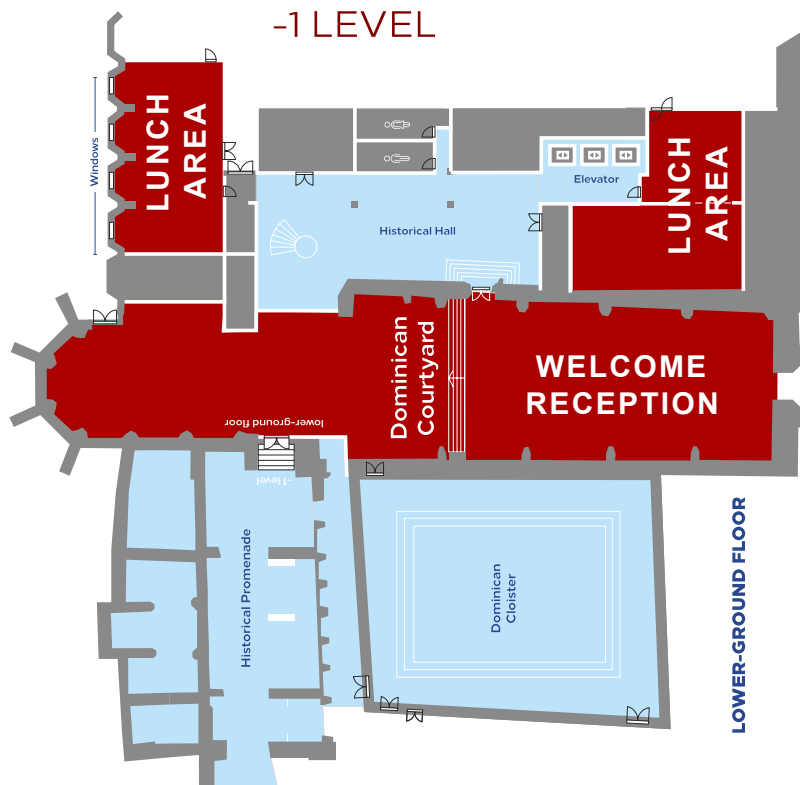 -1 LEVEL
LUNCH
AREA
Windows
Elevator
LUNCH
AREA
Historical Hall
Dominican
Courtyard
WELCOME
RECEPTION
lower-ground floor
-1 level
Historical Promenade
Dominican
Cloister
LOWER-GROUND FLOOR